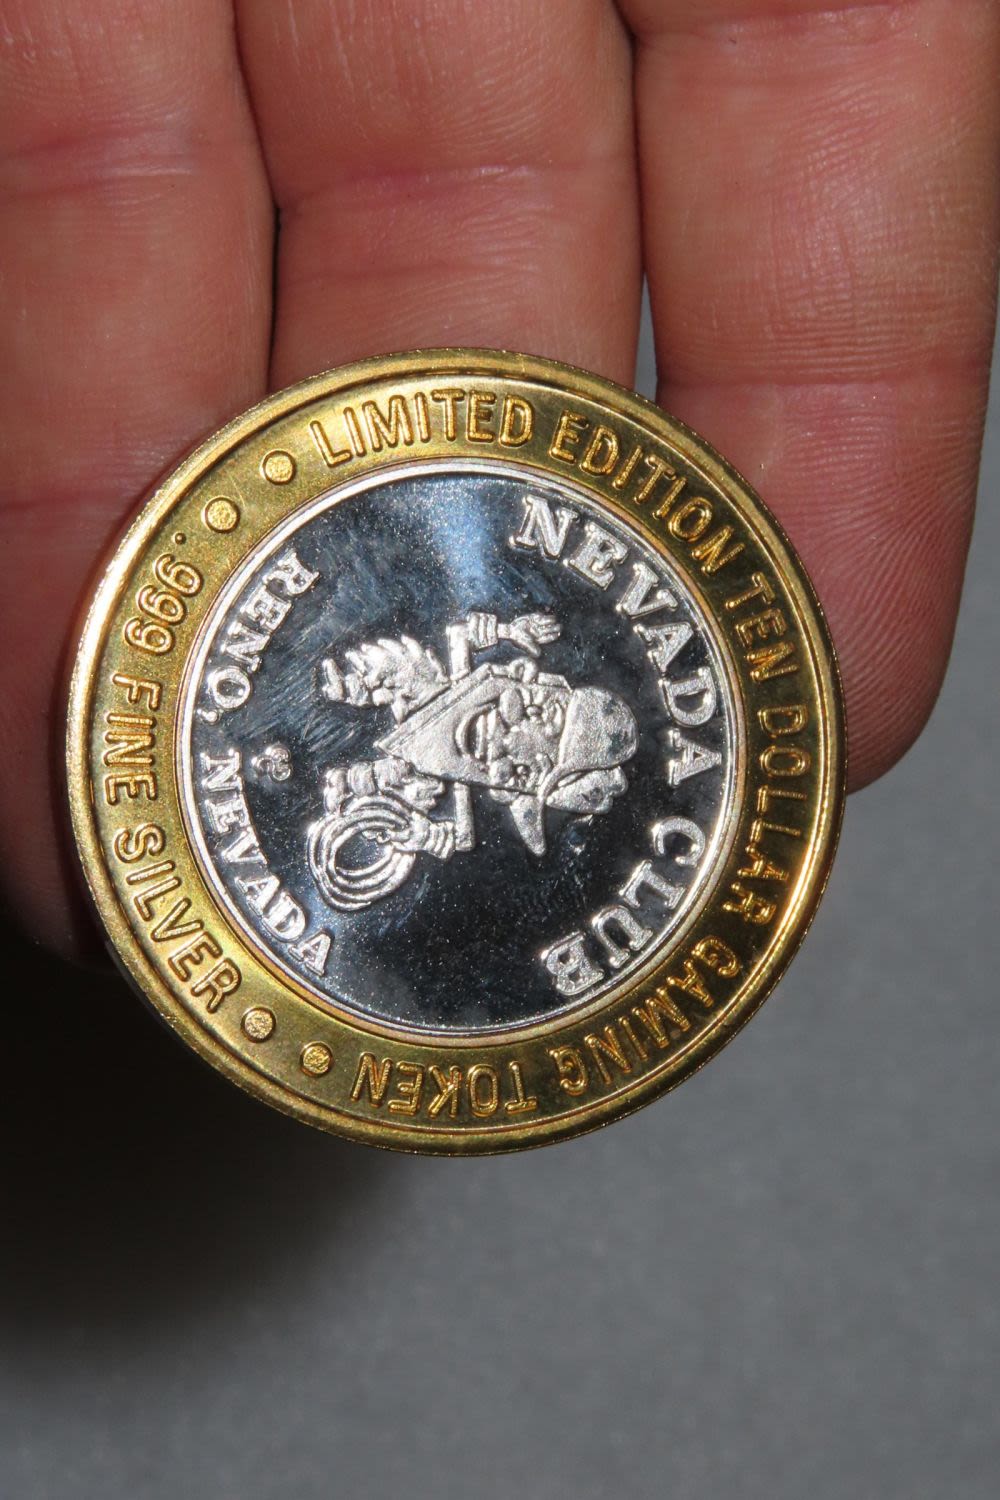 LIMITED EDITION TEN DOLLAR GAMING TOKEN
.999 FINE SILVER
NEVADA CLUB
RENO, NEVADA